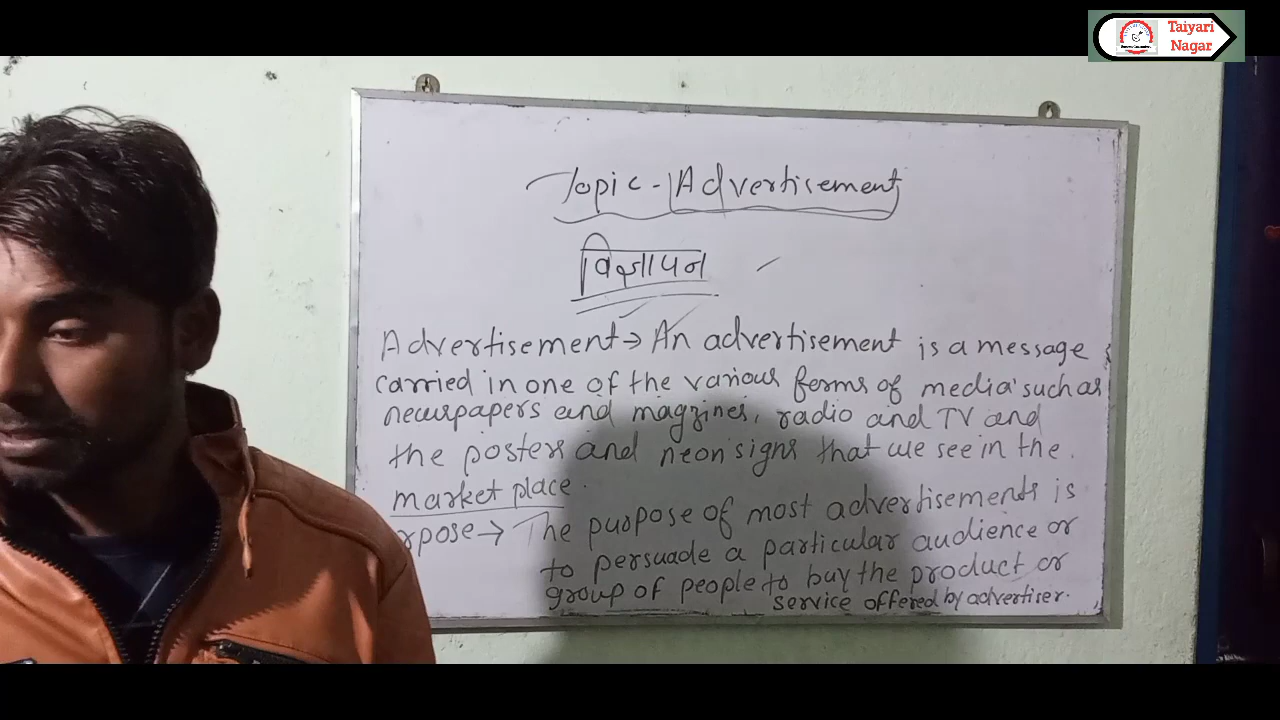 Taiyari
Nagar
Topic - Advertisement
विज्ञापन
Advertisement → An advertisement is a message
carried in one of the various forms of media such as
newspapers and magzines, radio and TV and
the posters and neon signs that we see in the
market place.
rpose → The purpose of most advertisements is
to persuade a particular audience or
group of people to buy the product or
service offered by advertiser.